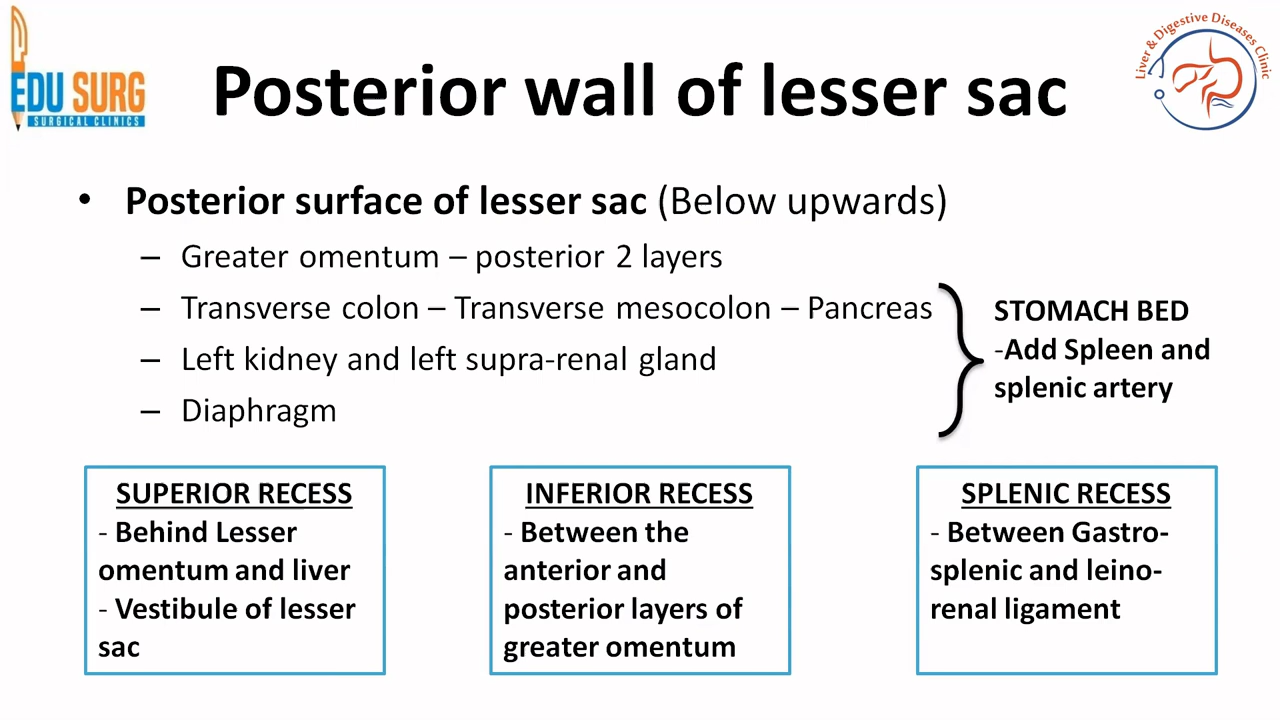 EDU SURG
SURGICAL CLINICS
Liver & Digestive Diseases Clinic
Posterior wall of lesser sac
• Posterior surface of lesser sac (Below upwards)
– Greater omentum – posterior 2 layers
– Transverse colon – Transverse mesocolon – Pancreas
– Left kidney and left supra-renal gland
– Diaphragm
STOMACH BED
-Add Spleen and
splenic artery
SUPERIOR RECESS
- Behind Lesser
omentum and liver
- Vestibule of lesser
sac
INFERIOR RECESS
- Between the
anterior and
posterior layers of
greater omentum
SPLENIC RECESS
- Between Gastro-
splenic and leino-
renal ligament